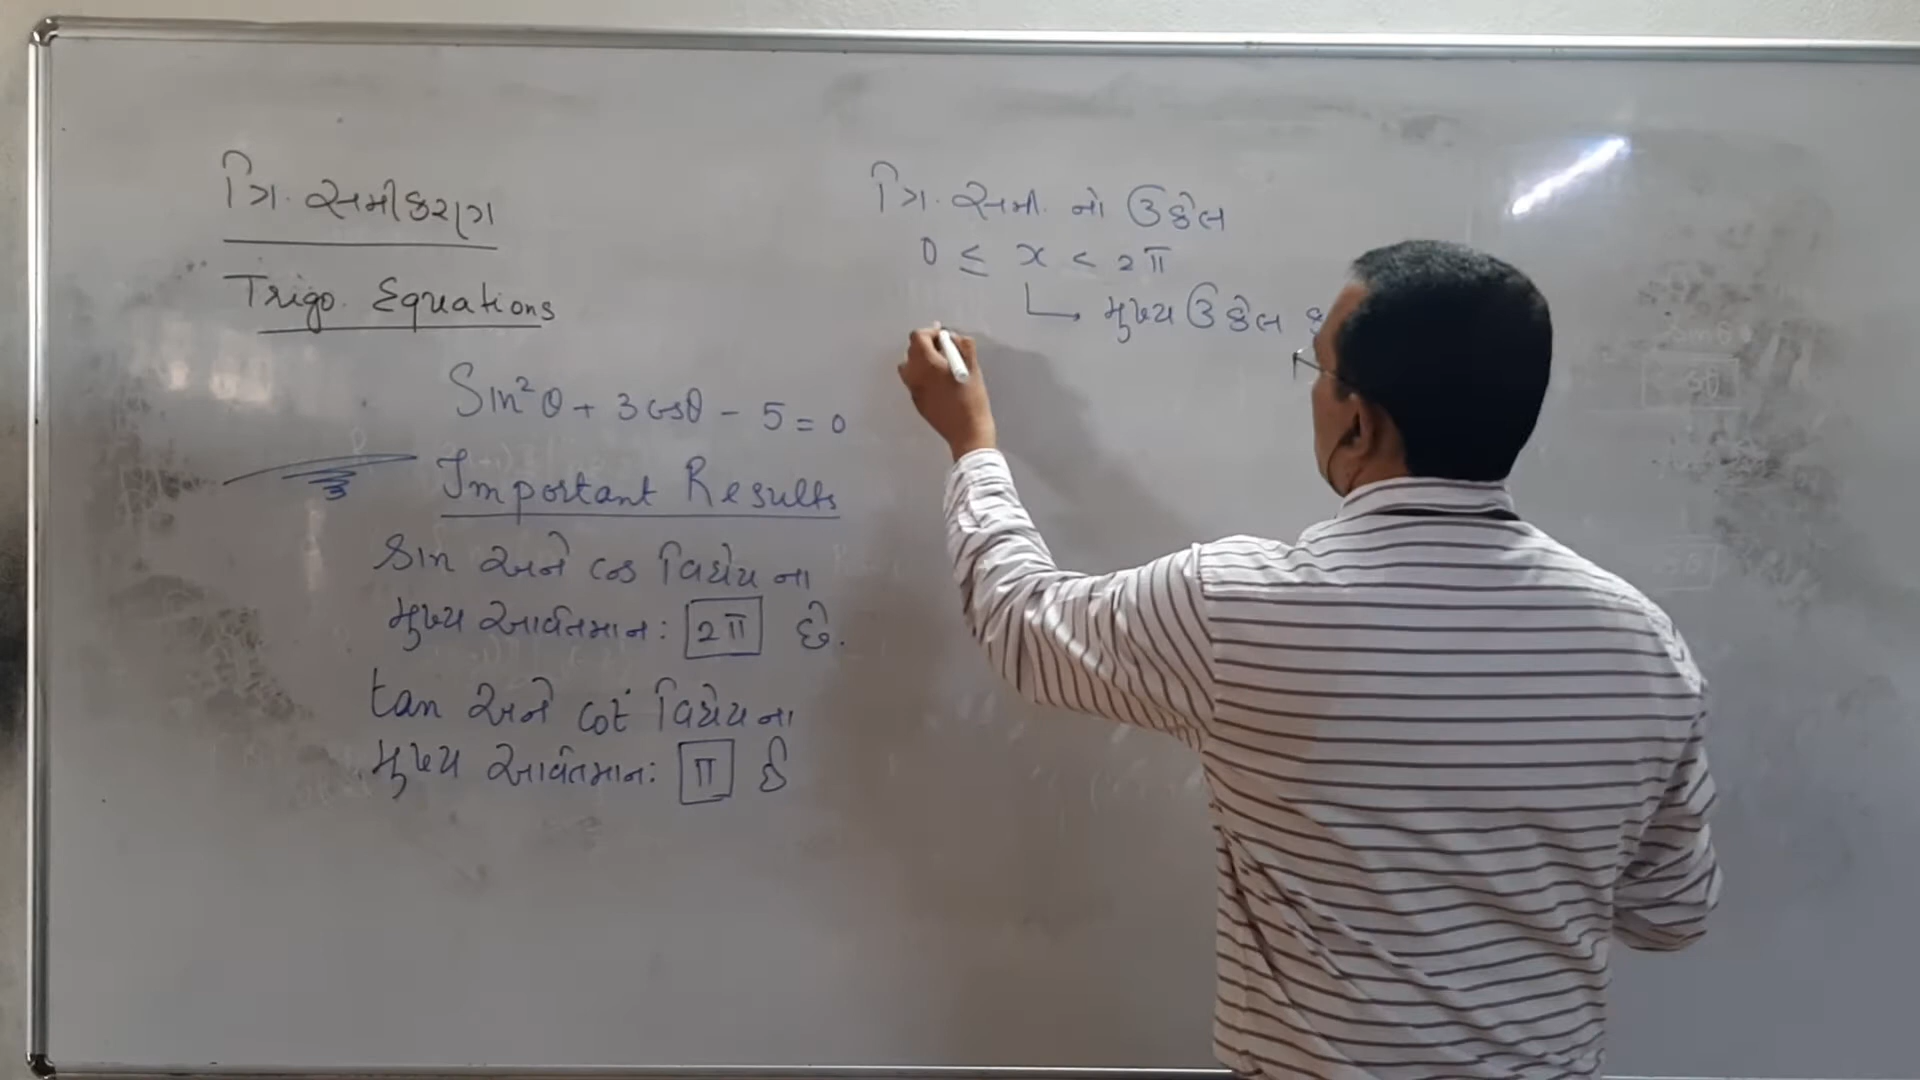 ત્રિ. સમીકરણ
Trigo. Equations
Sin²θ + 3cosθ - 5 = 0
Important Results
sin અને cos વિધેય ના
મુખ્ય આવર્તમાન: 2π છે.
tan અને cot વિધેય ના
મુખ્ય આવર્તમાન: π છે
ત્રિ. સમી. નો ઉકેલ
0 ≤ x < 2π
↳ મુખ્ય ઉકેલ